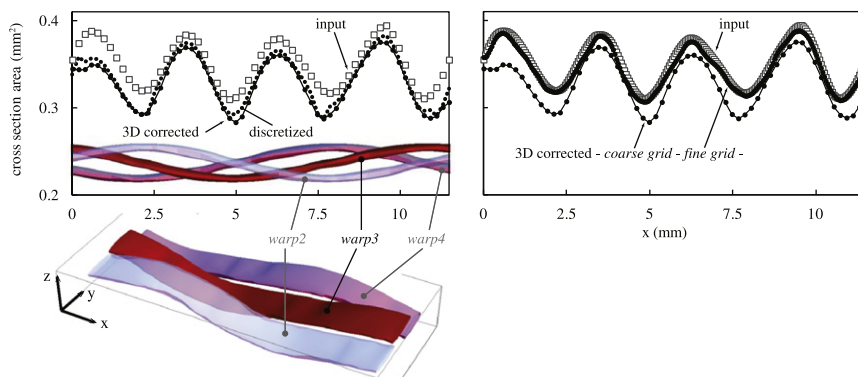 cross section area (mm²)
0.4
0.3
0.2
input
3D corrected
discretized
0
2.5
5
7.5
10
warp2
warp3
warp4
z
y
x
input
3D corrected - coarse grid - fine grid -
0
2.5
5
7.5
10
x (mm)